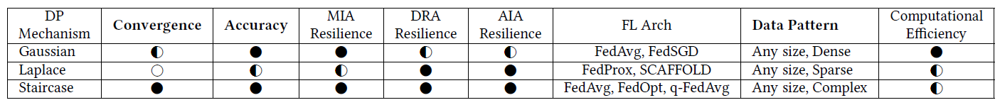 DP Mechanism | Convergence | Accuracy | MIA Resilience | DRA Resilience | AIA Resilience | FL Arch | Data Pattern | Computational Efficiency
Gaussian | ◐ | ● | ● | ◐ | ◐ | FedAvg, FedSGD | Any size, Dense | ●
Laplace | ○ | ◐ | ◐ | ● | ● | FedProx, SCAFFOLD | Any size, Sparse | ◐
Staircase | ● | ● | ● | ● | ● | FedAvg, FedOpt, q-FedAvg | Any size, Complex | ◐